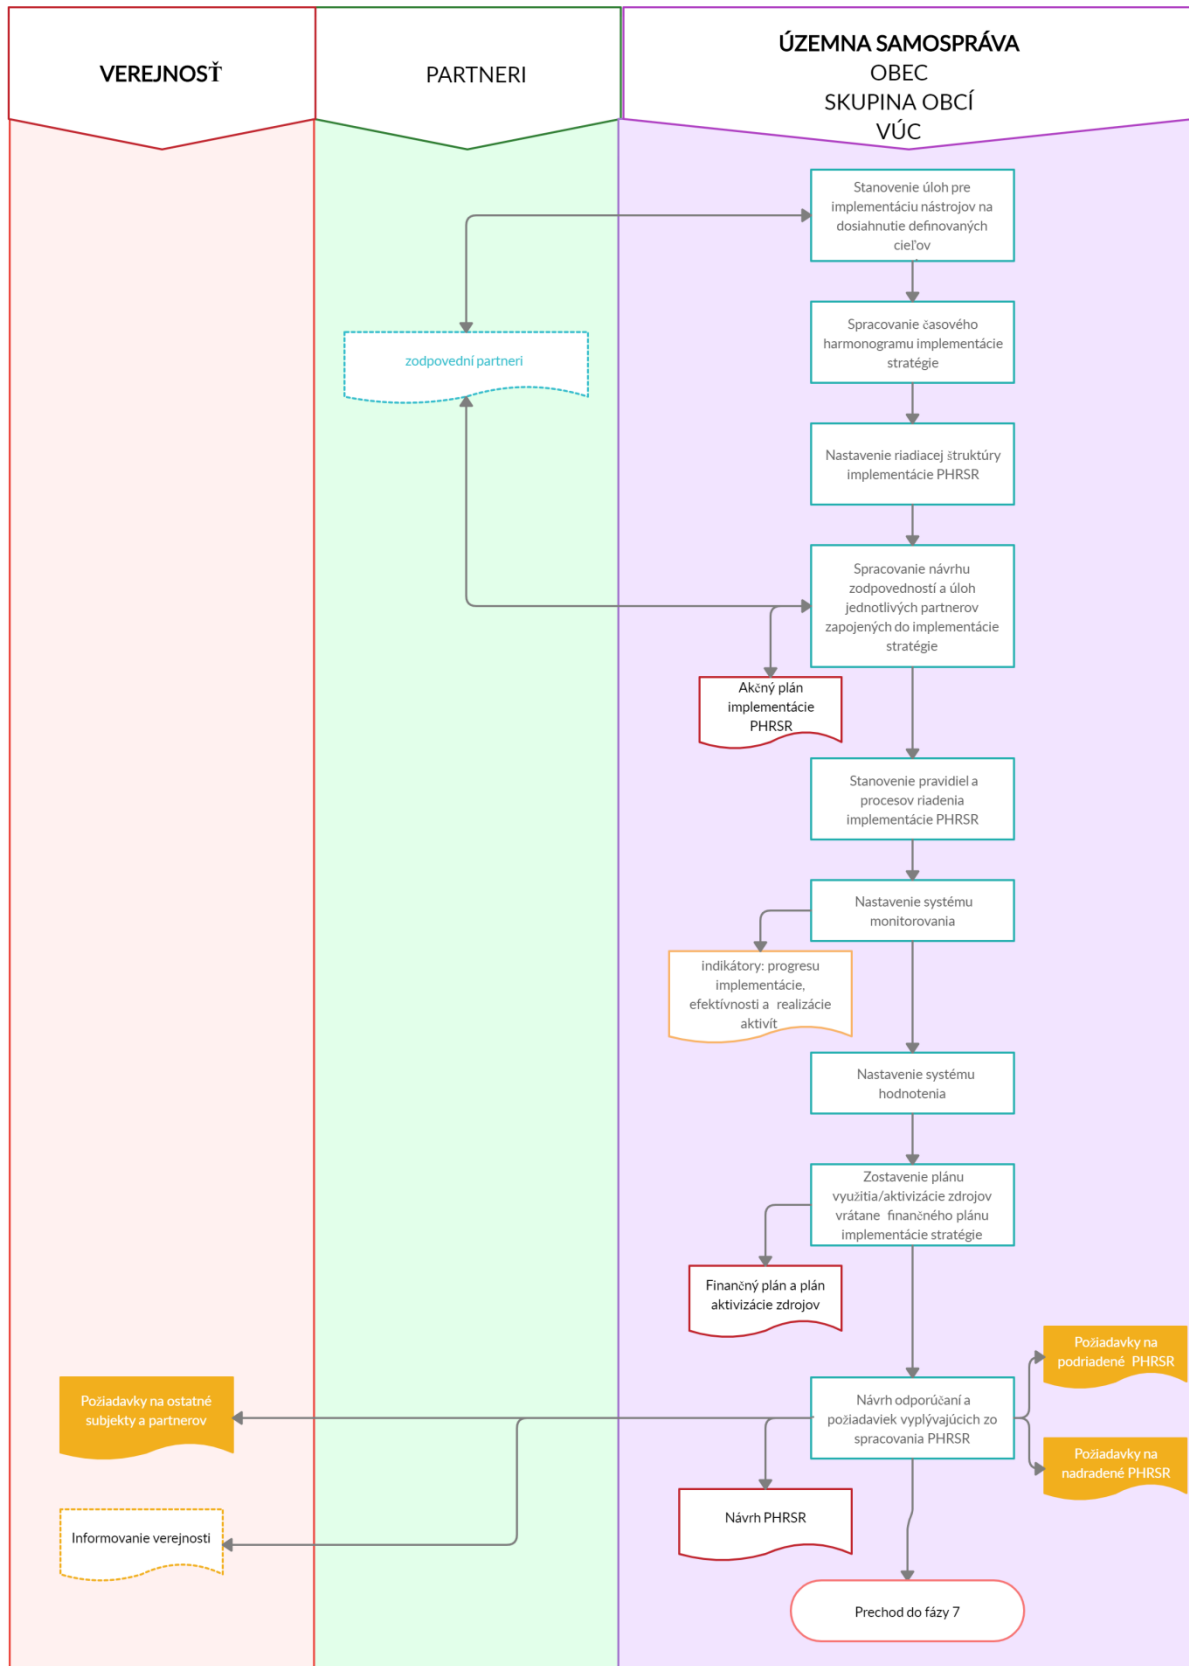 VEREJNOSŤ
PARTNERI
ÚZEMNA SAMOSPRÁVA
OBEC
SKUPINA OBCÍ
VÚC
Stanovenie úloh pre
implementáciu nástrojov na
dosiahnutie definovaných
cieľov
Spracovanie časového
harmonogramu implementácie
stratégie
zodpovední partneri
Nastavenie riadiacej štruktúry
implementácie PHRSR
Spracovanie návrhu
zodpovedností a úloh
jednotlivých partnerov
zapojených do implementácie
stratégie
Akčný plán
implementácie
PHRSR
Stanovenie pravidiel a
procesov riadenia
implementácie PHRSR
Nastavenie systému
monitorovania
indikátory: progresu
implementácie,
efektívnosti a realizácie
aktivít
Nastavenie systému
hodnotenia
Zostavenie plánu
využitia/aktivizácie zdrojov
vrátane finančného plánu
implementácie stratégie
Finančný plán a plán
aktivizácie zdrojov
Požiadavky na
podriadené PHRSR
Požiadavky na ostatné
subjekty a partnerov
Návrh odporúčaní a
požiadaviek vyplývajúcich zo
spracovania PHRSR
Požiadavky na
nadradené PHRSR
Informovanie verejnosti
Návrh PHRSR
Prechod do fázy 7